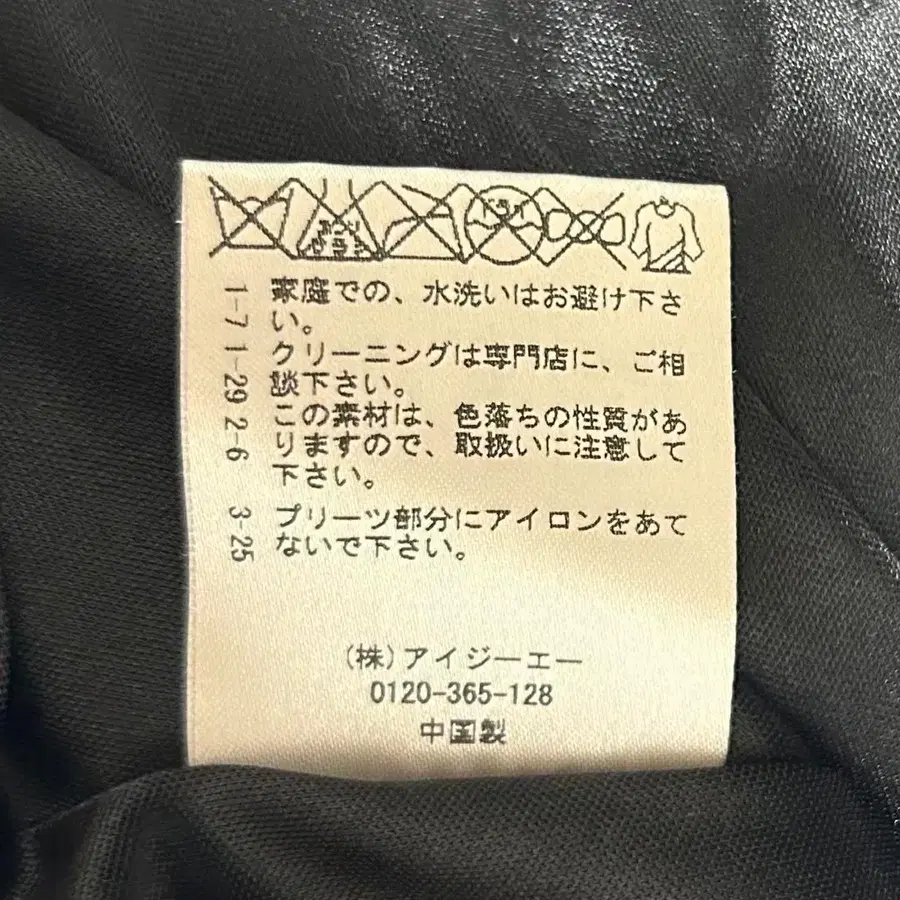 1-7 家庭での、水洗いはお避け下さ
い。
1-29 クリーニングは専門店に、ご相
談下さい。
2-6 この素材は、色落ちの性質があ
りますので、取扱いに注意して
下さい。
3-25 プリーツ部分にアイロンをあて
ないで下さい。
(株)アイジーエー
0120-365-128
中国製